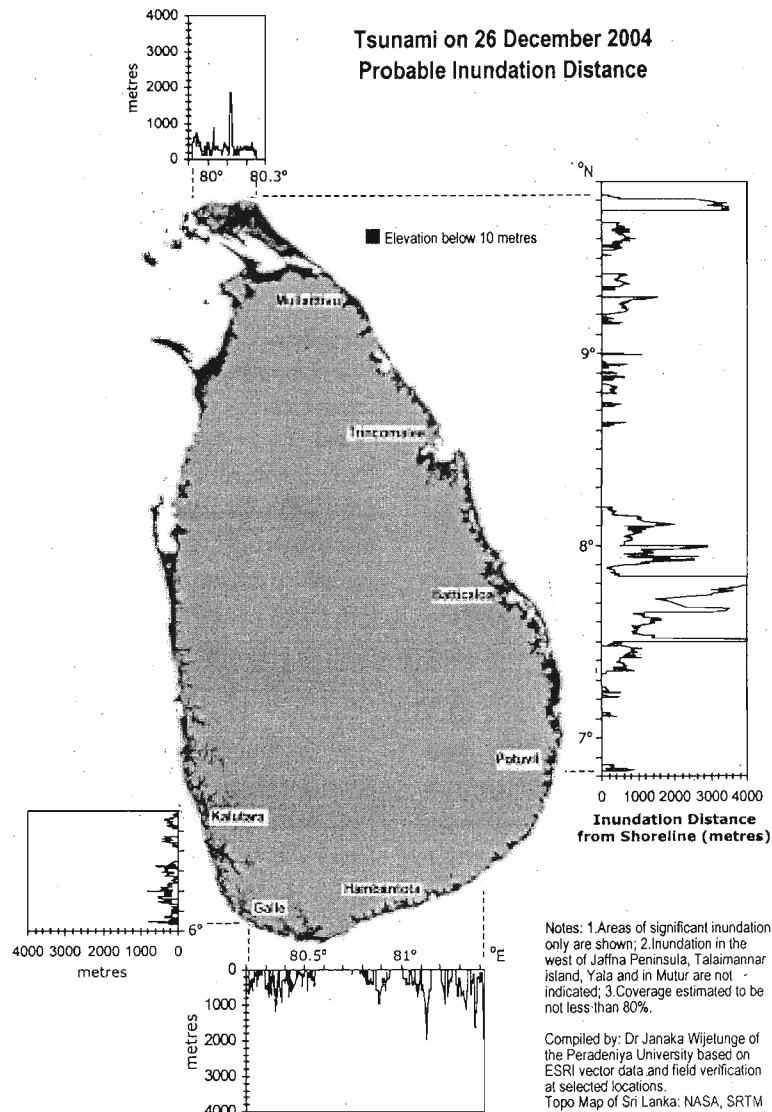 Tsunami on 26 December 2004
Probable Inundation Distance
4000
3000
2000
1000
0
metres
80° 80.3°
°N
Elevation below 10 metres
Mullaittivu
9°
Trincomalee
8°
Batticaloa
7°
Potuvil
0 1000 2000 3000 4000
Inundation Distance
from Shoreline (metres)
Kalutara
Hambantota
Galle
6°
4000 3000 2000 1000 0
metres
80.5° 81° °E
0
1000
2000
3000
4000
metres
Notes: 1.Areas of significant inundation
only are shown; 2.Inundation in the
west of Jaffna Peninsula, Talaimannar
island, Yala and in Mutur are not
indicated; 3.Coverage estimated to be
not less than 80%.
Compiled by: Dr Janaka Wijetunge of
the Peradeniya University based on
ESRI vector data and field verification
at selected locations.
Topo Map of Sri Lanka: NASA, SRTM